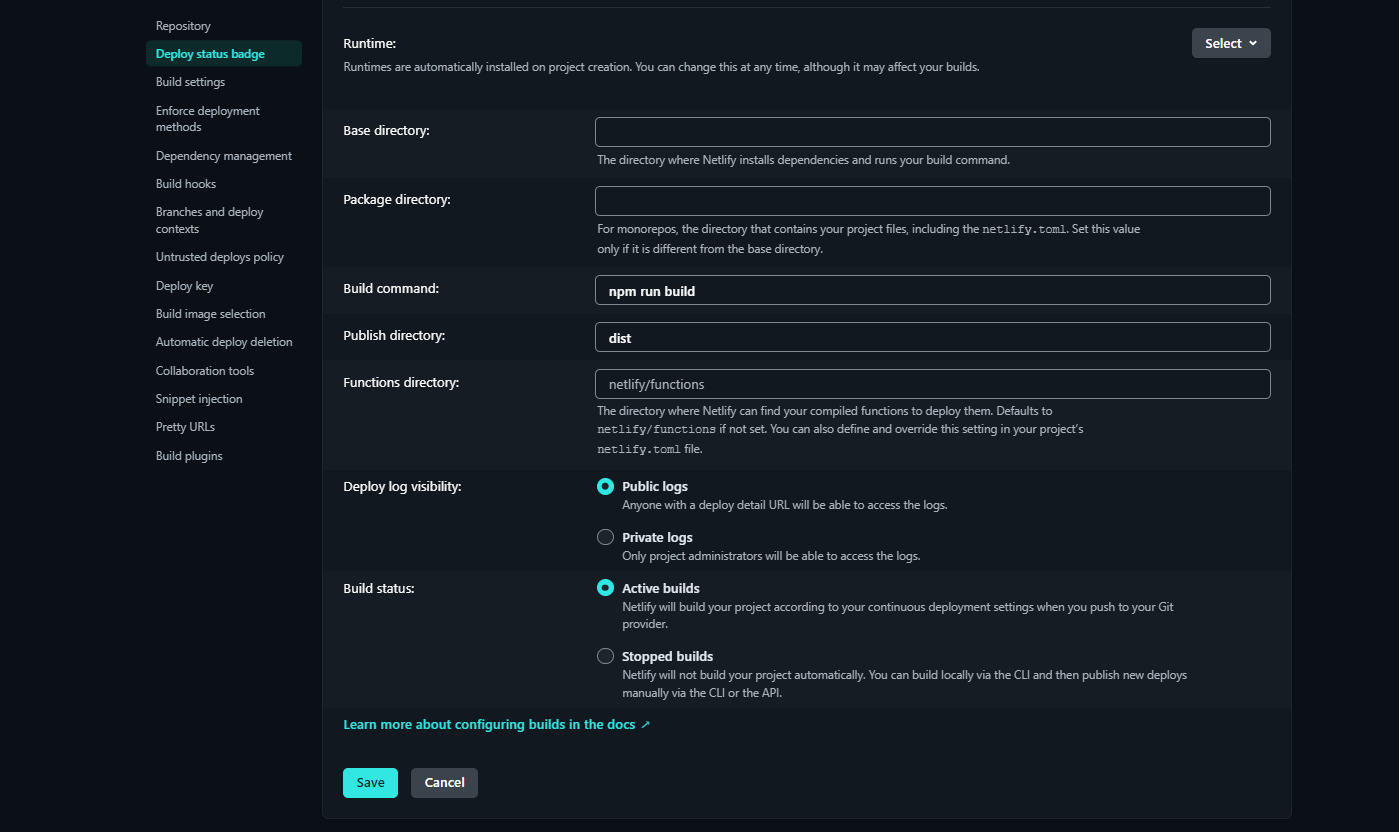 Repository
Deploy status badge
Build settings
Enforce deployment
methods
Dependency management
Build hooks
Branches and deploy
contexts
Untrusted deploys policy
Deploy key
Build image selection
Automatic deploy deletion
Collaboration tools
Snippet injection
Pretty URLs
Build plugins
Runtime:
Select
Runtimes are automatically installed on project creation. You can change this at any time, although it may affect your builds.
Base directory:
The directory where Netlify installs dependencies and runs your build command.
Package directory:
For monorepos, the directory that contains your project files, including the netlify.toml. Set this value
only if it is different from the base directory.
Build command:
npm run build
Publish directory:
dist
Functions directory:
netlify/functions
The directory where Netlify can find your compiled functions to deploy them. Defaults to
netlify/functions if not set. You can also define and override this setting in your project's
netlify.toml file.
Deploy log visibility:
Public logs
Anyone with a deploy detail URL will be able to access the logs.
Private logs
Only project administrators will be able to access the logs.
Build status:
Active builds
Netlify will build your project according to your continuous deployment settings when you push to your Git
provider.
Stopped builds
Netlify will not build your project automatically. You can build locally via the CLI and then publish new deploys
manually via the CLI or the API.
Learn more about configuring builds in the docs ↗
Save
Cancel